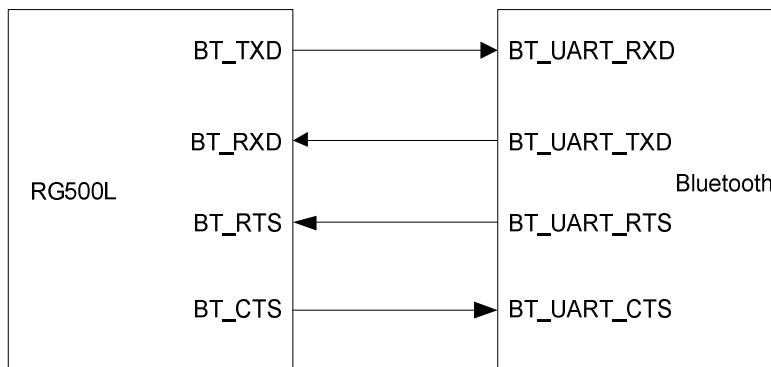 BT_TXD BT_UART_RXD
BT_RXD BT_UART_TXD
RG500L Bluetooth
BT_RTS BT_UART_RTS
BT_CTS BT_UART_CTS